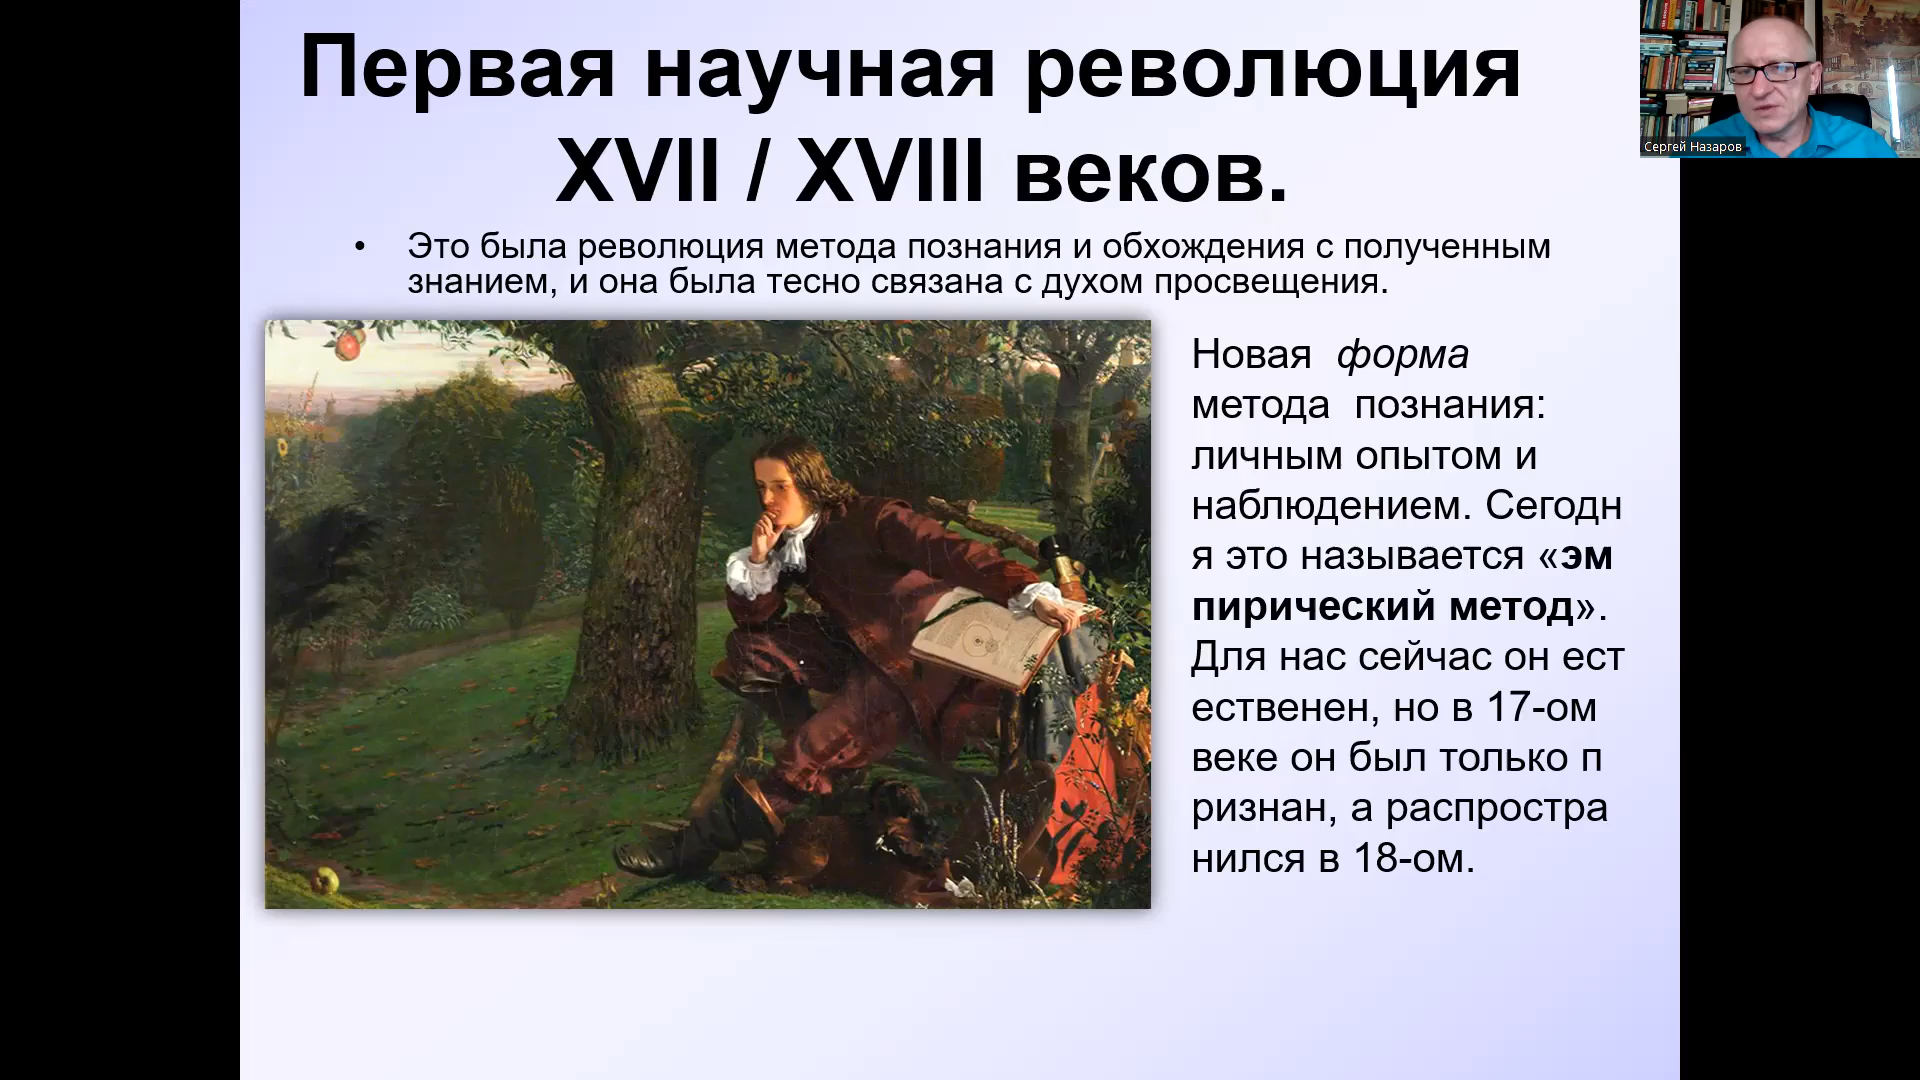 Первая научная революция
XVII / XVIII веков.
Сергей Назаров
• Это была революция метода познания и обхождения с полученным
знанием, и она была тесно связана с духом просвещения.
Новая форма
метода познания:
личным опытом и
наблюдением. Сегодн
я это называется «эм
пирический метод».
Для нас сейчас он ест
ественен, но в 17-ом
веке он был только п
ризнан, а распростра
нился в 18-ом.